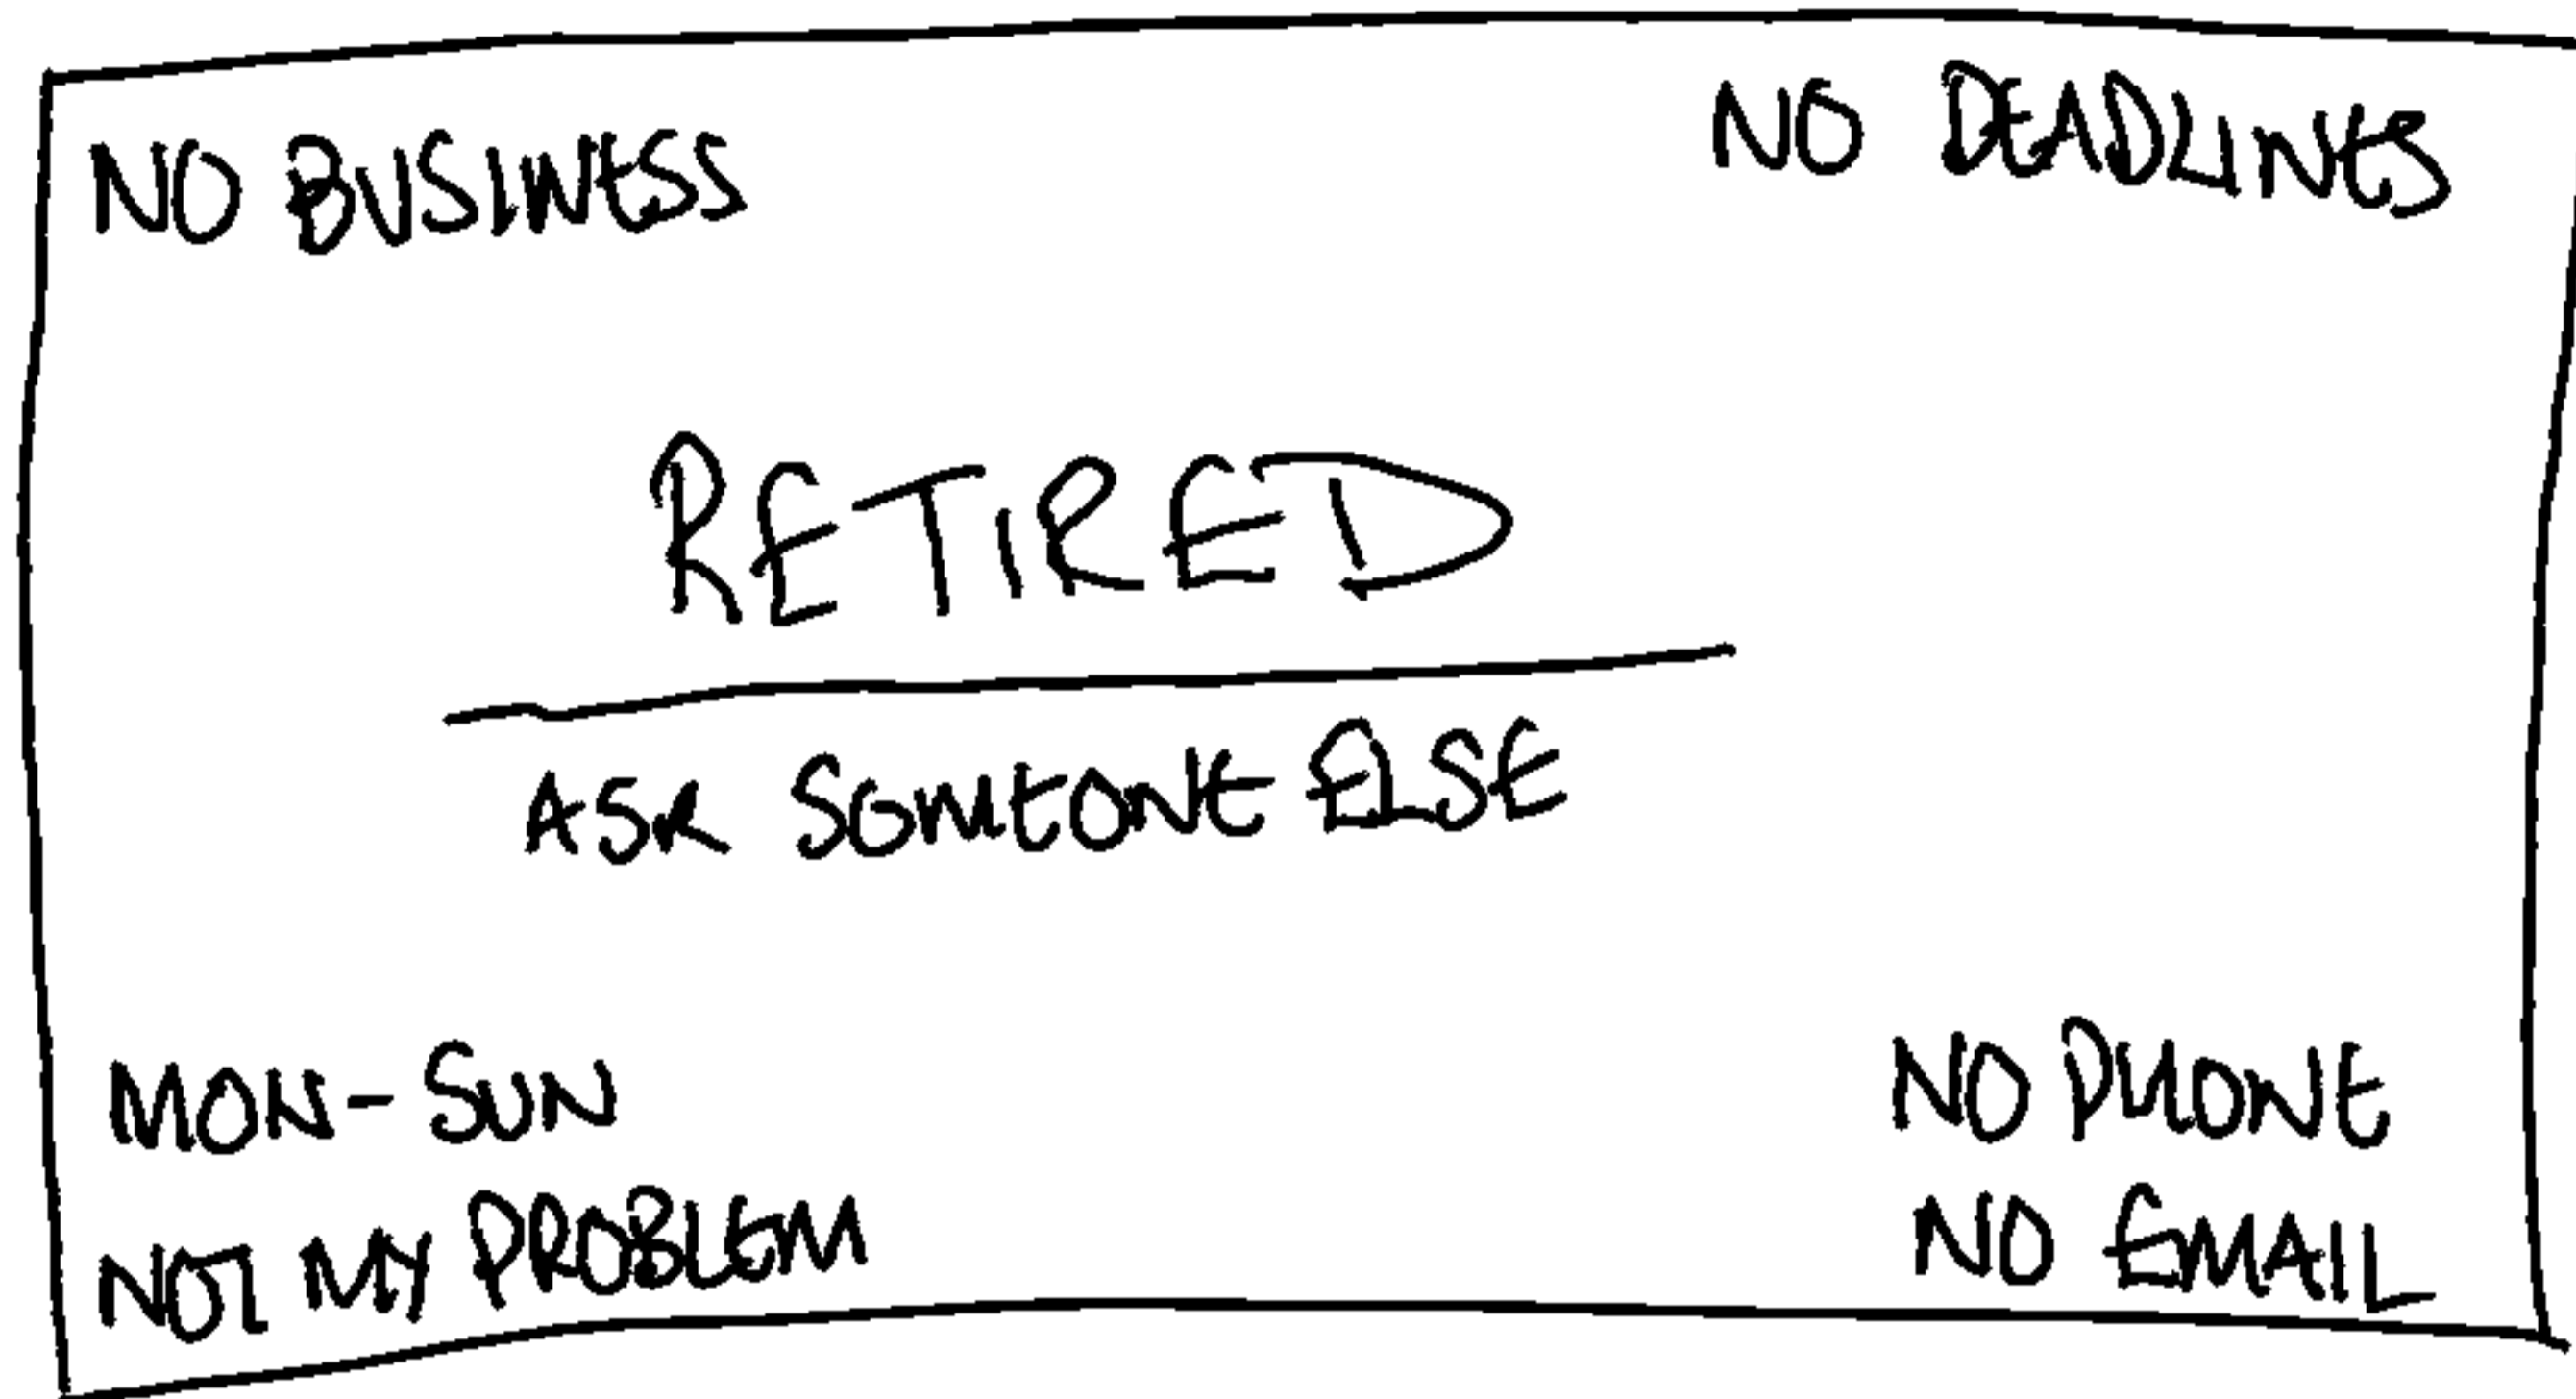 NO BUSINESS
NO DEADLINES
RETIRED
ASK SOMEONE ELSE
MON-SUN
NOT MY PROBLEM
NO PHONE
NO EMAIL